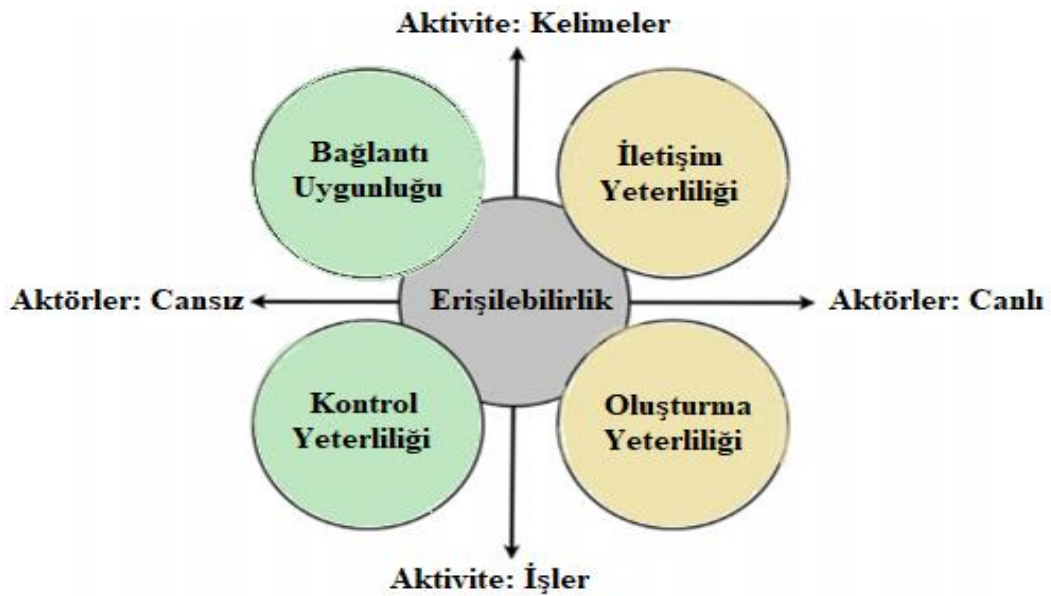 Aktivite: Kelimeler
Bağlantı
Uygunluğu
İletişim
Yeterliliği
Aktörler: Cansız
Erişilebilirlik
Aktörler: Canlı
Kontrol
Yeterliliği
Oluşturma
Yeterliliği
Aktivite: İşler